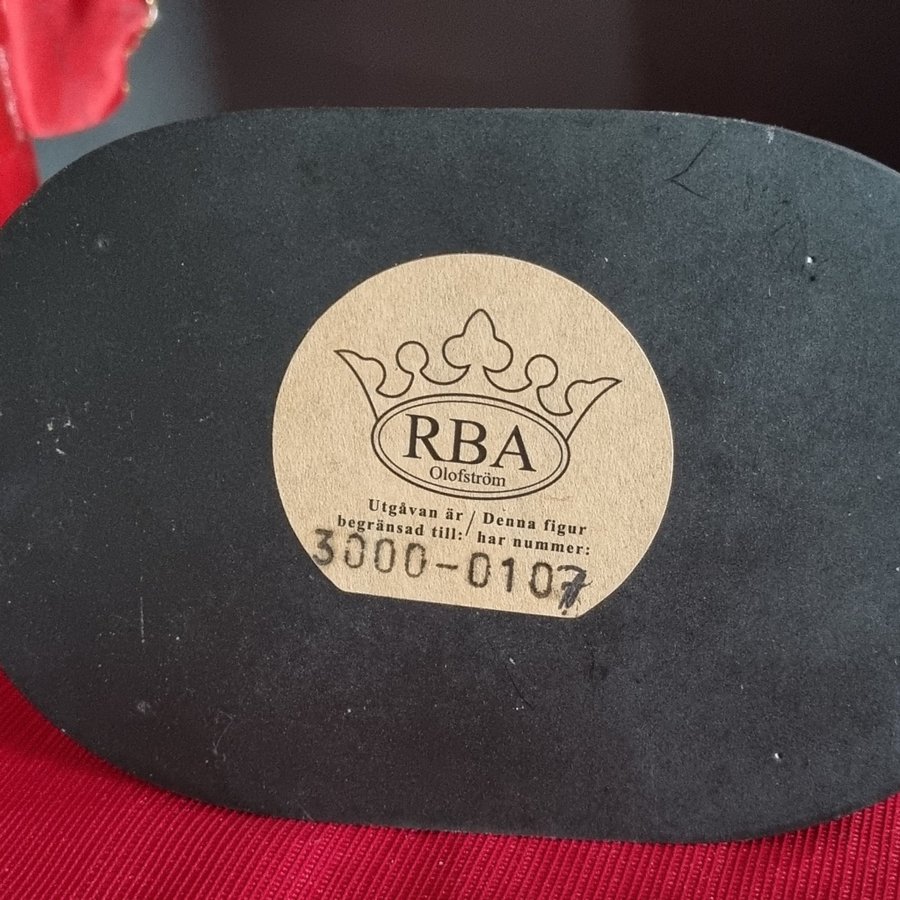 RBA
Olofström
Utgåvan är / Denna figur
begränsad till: / har nummer:
3000-0107